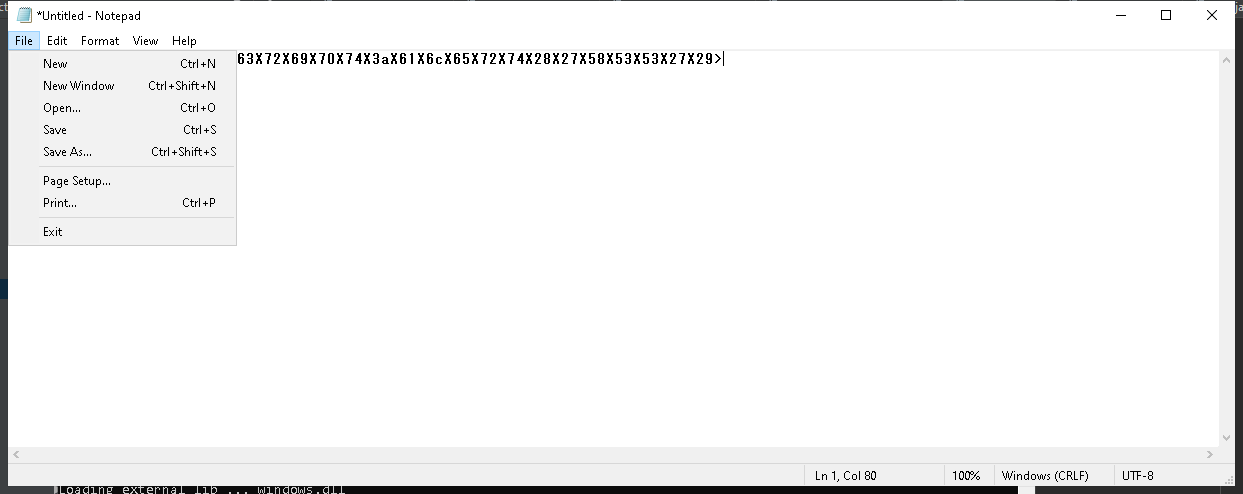 *Untitled - Notepad
File Edit Format View Help
63X72X69X70X74X3aX61X6cX65X72X74X28X27X58X53X53X27X29>
New Ctrl+N
New Window Ctrl+Shift+N
Open... Ctrl+O
Save Ctrl+S
Save As... Ctrl+Shift+S
Page Setup...
Print... Ctrl+P
Exit
Ln 1, Col 80 100% Windows (CRLF) UTF-8
Loading external lib ... windows.dll